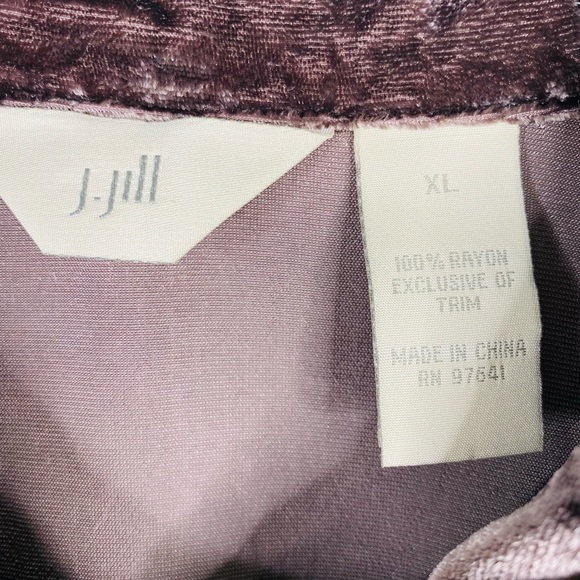 J.Jill
XL
100% RAYON
EXCLUSIVE OF
TRIM
MADE IN CHINA
RN 97641